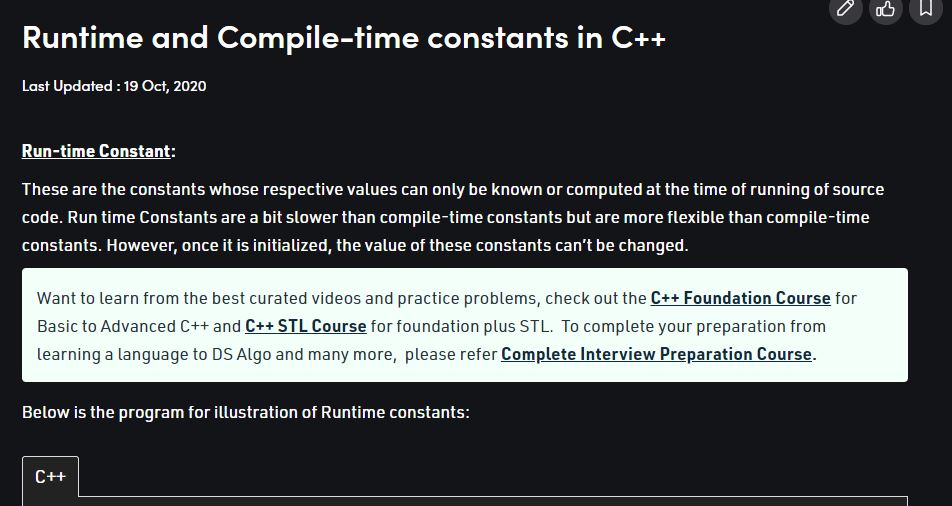 Runtime and Compile-time constants in C++
Last Updated : 19 Oct, 2020
Run-time Constant:
These are the constants whose respective values can only be known or computed at the time of running of source
code. Run time Constants are a bit slower than compile-time constants but are more flexible than compile-time
constants. However, once it is initialized, the value of these constants can’t be changed.
Want to learn from the best curated videos and practice problems, check out the C++ Foundation Course for
Basic to Advanced C++ and C++ STL Course for foundation plus STL.  To complete your preparation from
learning a language to DS Algo and many more,  please refer Complete Interview Preparation Course.
Below is the program for illustration of Runtime constants:
C++